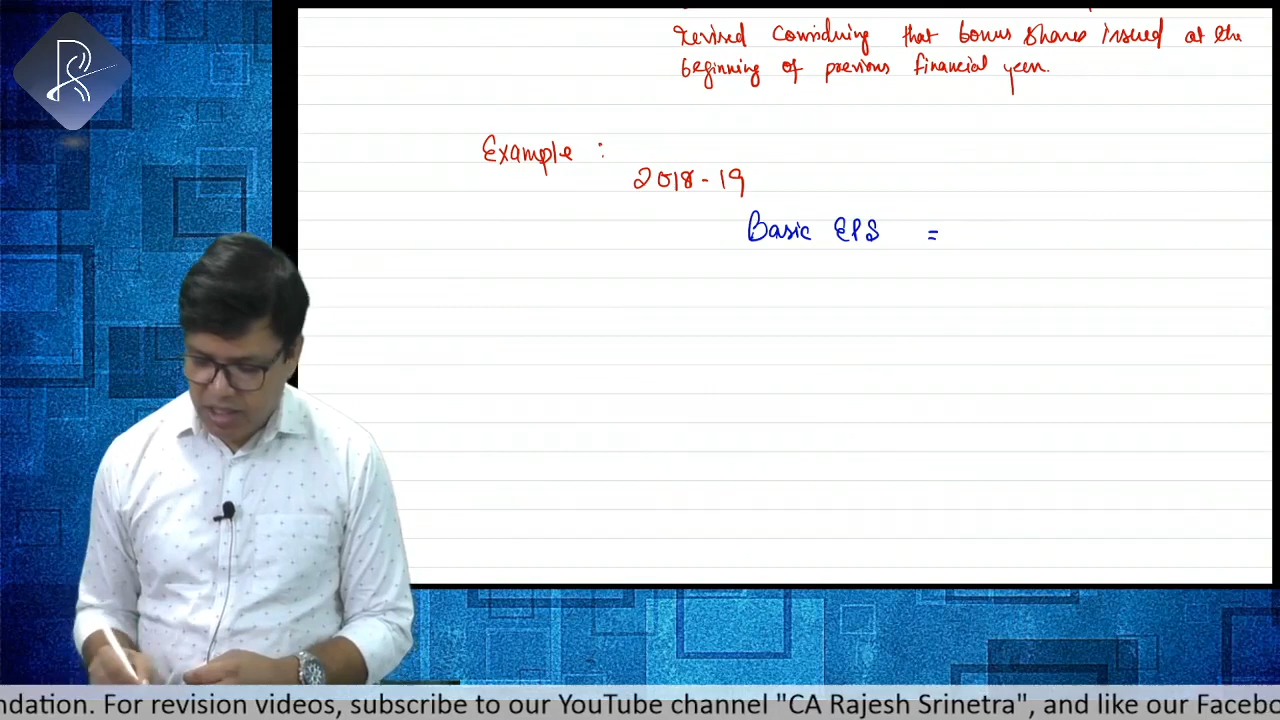 revised considering that bonus shares issued at the
beginning of previous financial year.
Example :
2018-19
Basic EPS =
ndation. For revision videos, subscribe to our YouTube channel "CA Rajesh Srinetra", and like our Facebo